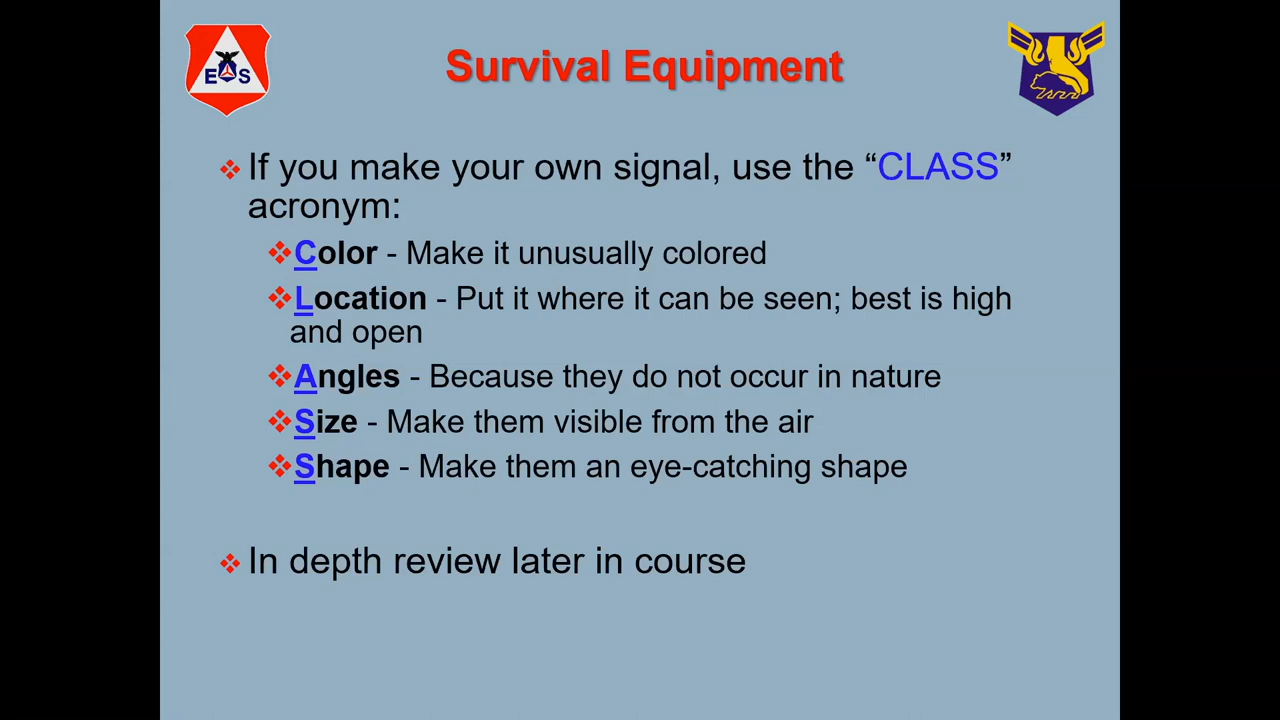 Survival Equipment
E S
If you make your own signal, use the “CLASS”
acronym:
Color - Make it unusually colored
Location - Put it where it can be seen; best is high
and open
Angles - Because they do not occur in nature
Size - Make them visible from the air
Shape - Make them an eye-catching shape
In depth review later in course